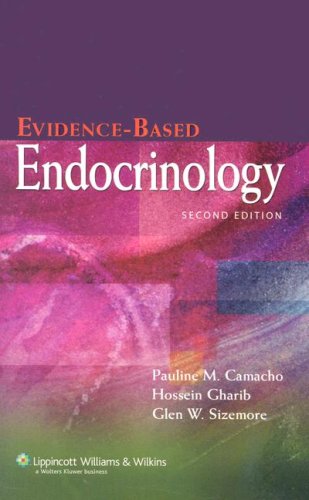 EVIDENCE-BASED
Endocrinology
SECOND EDITION
Pauline M. Camacho
Hossein Gharib
Glen W. Sizemore
Lippincott Williams & Wilkins
a Wolters Kluwer business